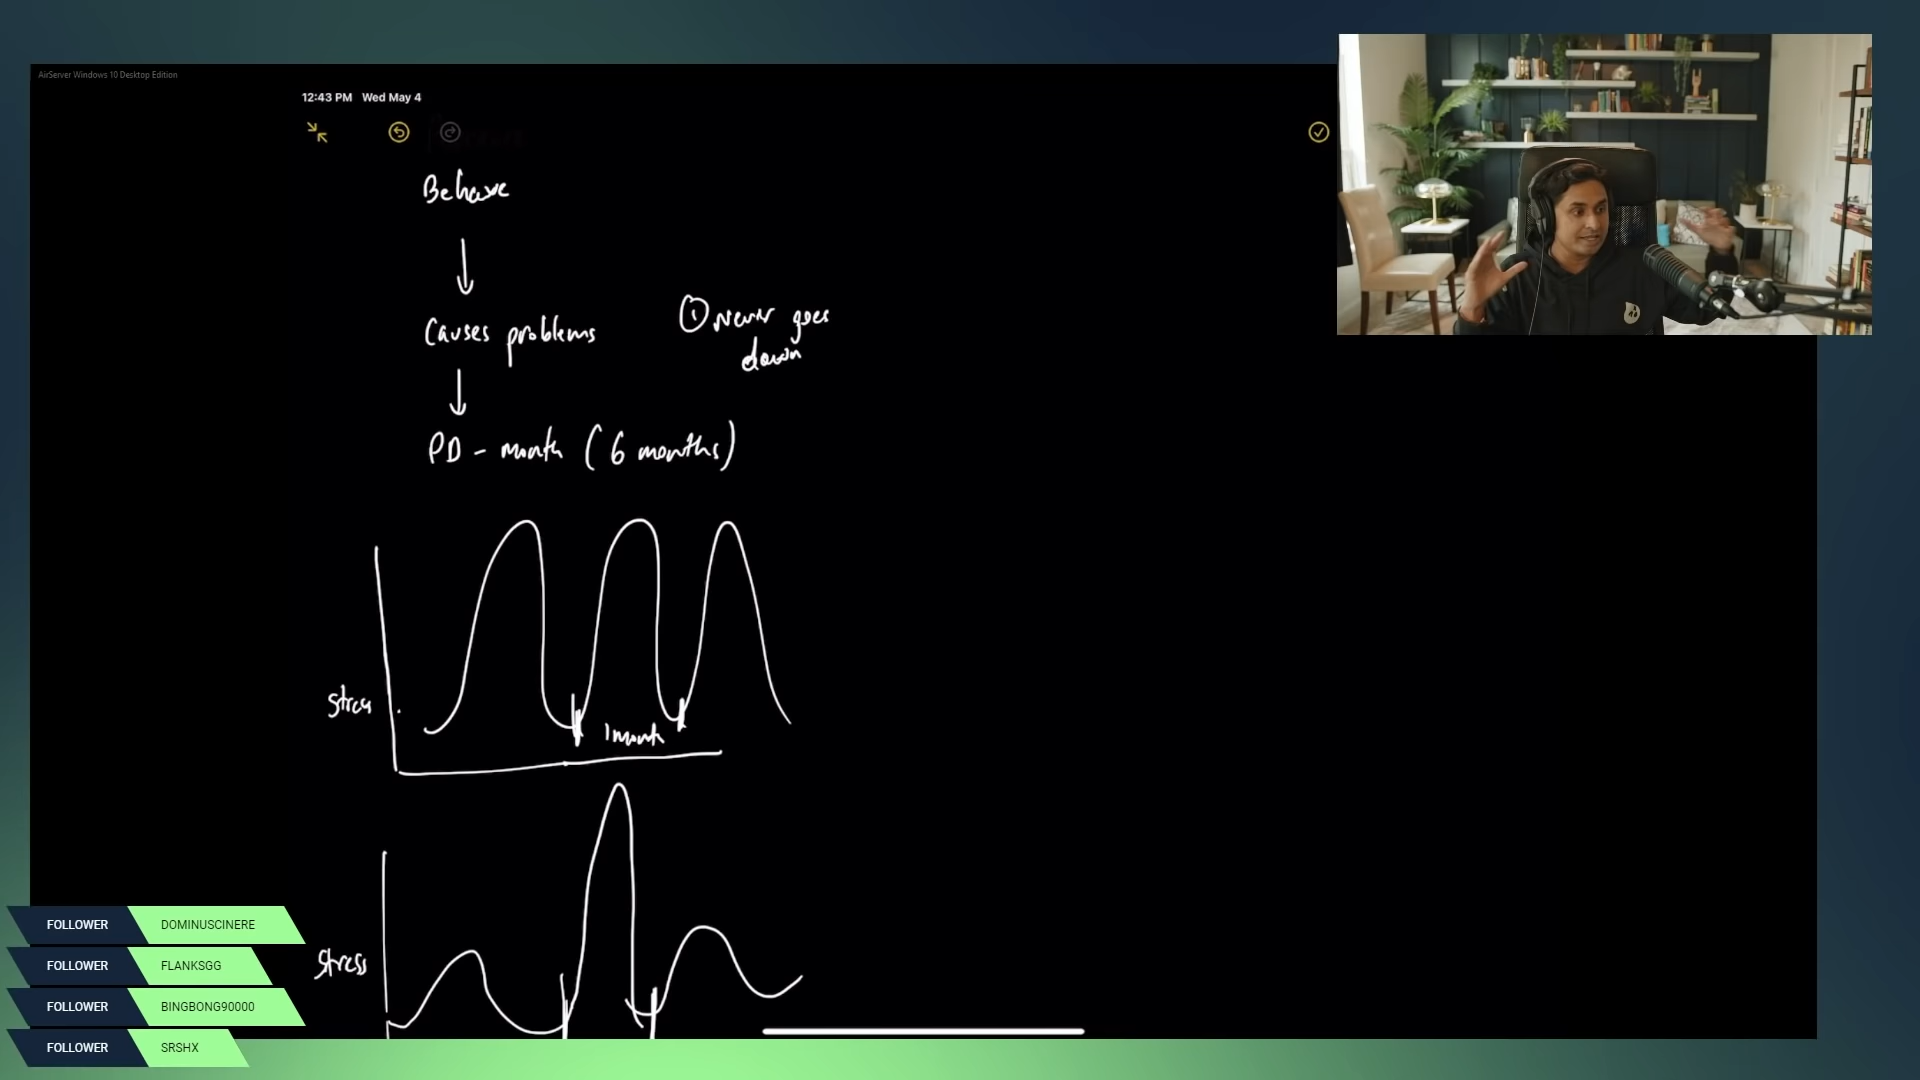 AirServer Windows 10 Desktop Edition
12:43 PM Wed May 4
Behave
Causes problems
① Never goes
down
PD - month (6 months)
Stress
1 month
Stress
FOLLOWER DOMINUSCINERE
FOLLOWER FLANKSGG
FOLLOWER BINGBONG90000
FOLLOWER SRSHX